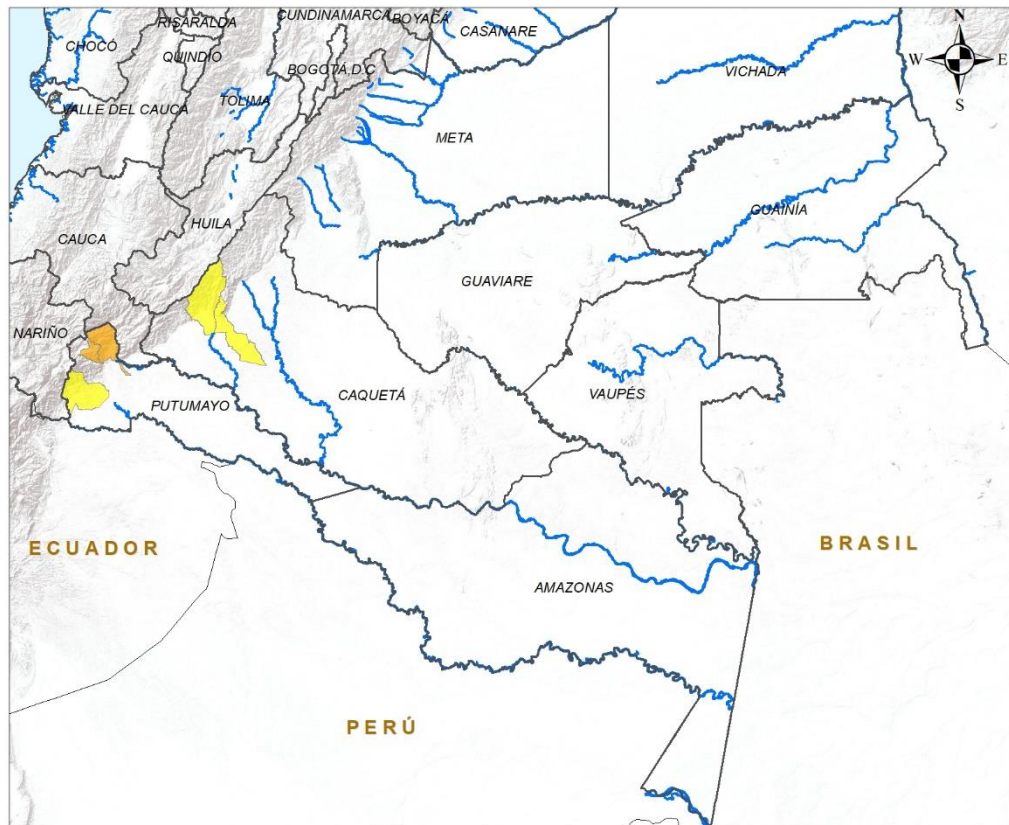 RISARALDA
CUNDINAMARCA
BOYACÁ
N
CHOCÓ
CASANARE
QUINDIO
W
E
BOGOTÁ D.C
VICHADA
S
VALLE DEL CAUCA
TOLIMA
META
HUILA
GUAINÍA
CAUCA
GUAVIARE
NARIÑO
CAQUETÁ
VAUPÉS
PUTUMAYO
ECUADOR
BRASIL
AMAZONAS
PERÚ